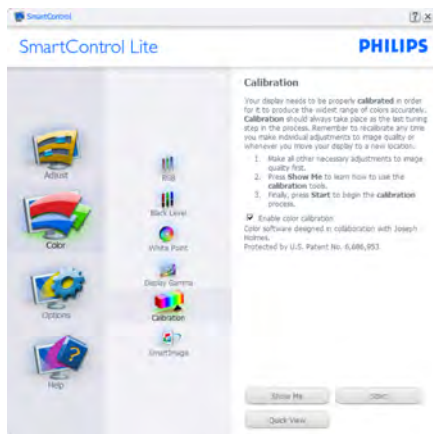 SmartControl
SmartControl Lite
PHILIPS
Calibration
Your display needs to be properly calibrated in order
for it to produce the widest range of colors accurately.
Calibration should always take place as the last tuning
step in the process. Remember to recalibrate any time
you make individual adjustments to image quality or
whenever you move your display to a new location.
1. Make all other necessary adjustments to image
quality first.
2. Press Show Me to learn how to use the
calibration tools.
3. Finally, press Start to begin the calibration
process.
Enable color calibration
Color software designed in collaboration with Joseph
Holmes.
Protected by U.S. Patent No. 6,686,953
Adjust
Color
Options
Help
RGB
Black Level
White Point
Display Gamma
Calibration
SmartImage
Show Me
Start
Quick View